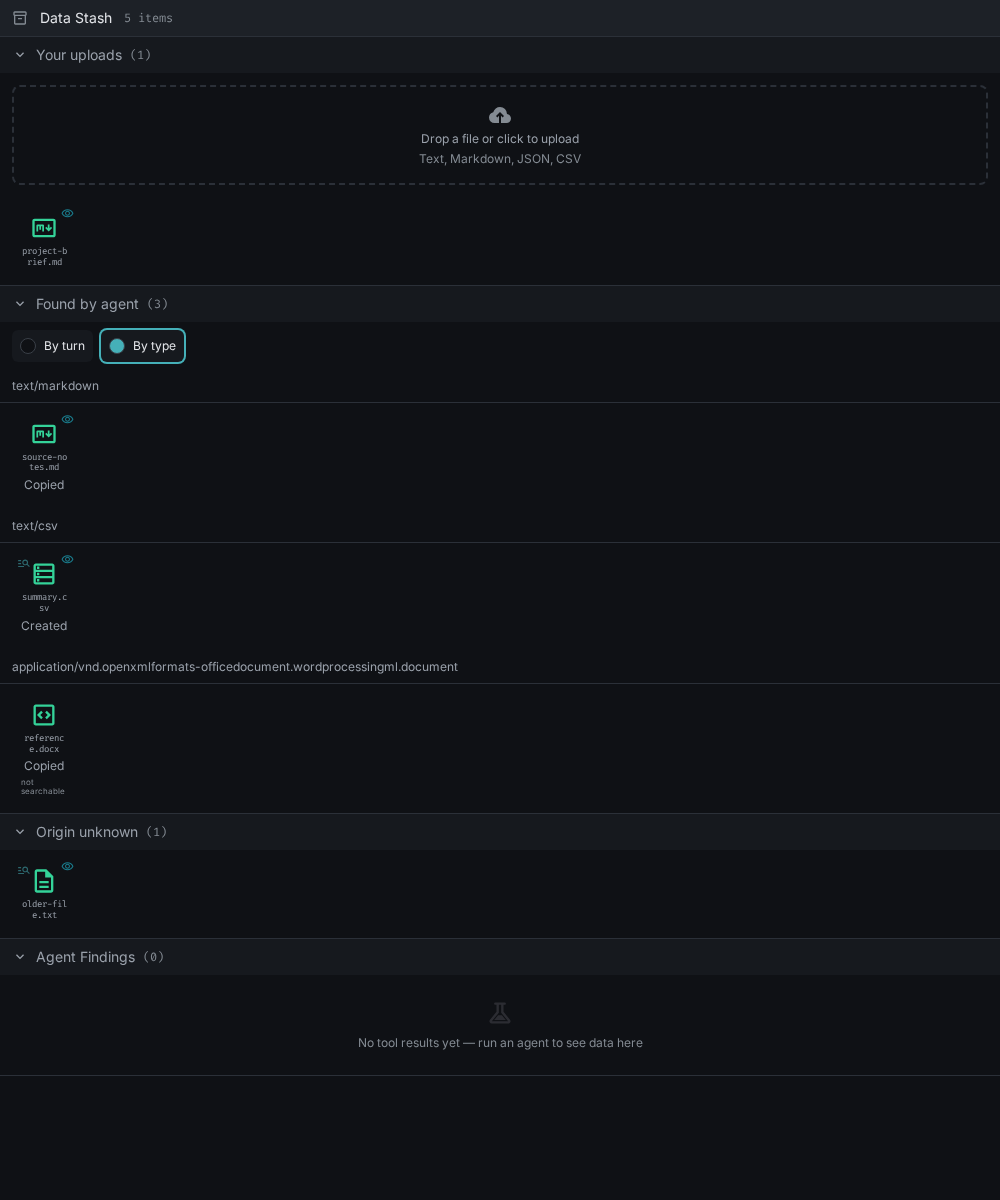 Data Stash 5 items
Your uploads (1)
Drop a file or click to upload
Text, Markdown, JSON, CSV
project-b
rief.md
Found by agent (3)
By turn By type
text/markdown
source-no
tes.md
Copied
text/csv
summary.c
sv
Created
application/vnd.openxmlformats-officedocument.wordprocessingml.document
referenc
e.docx
Copied
not
searchable
Origin unknown (1)
older-fil
e.txt
Agent Findings (0)
No tool results yet — run an agent to see data here